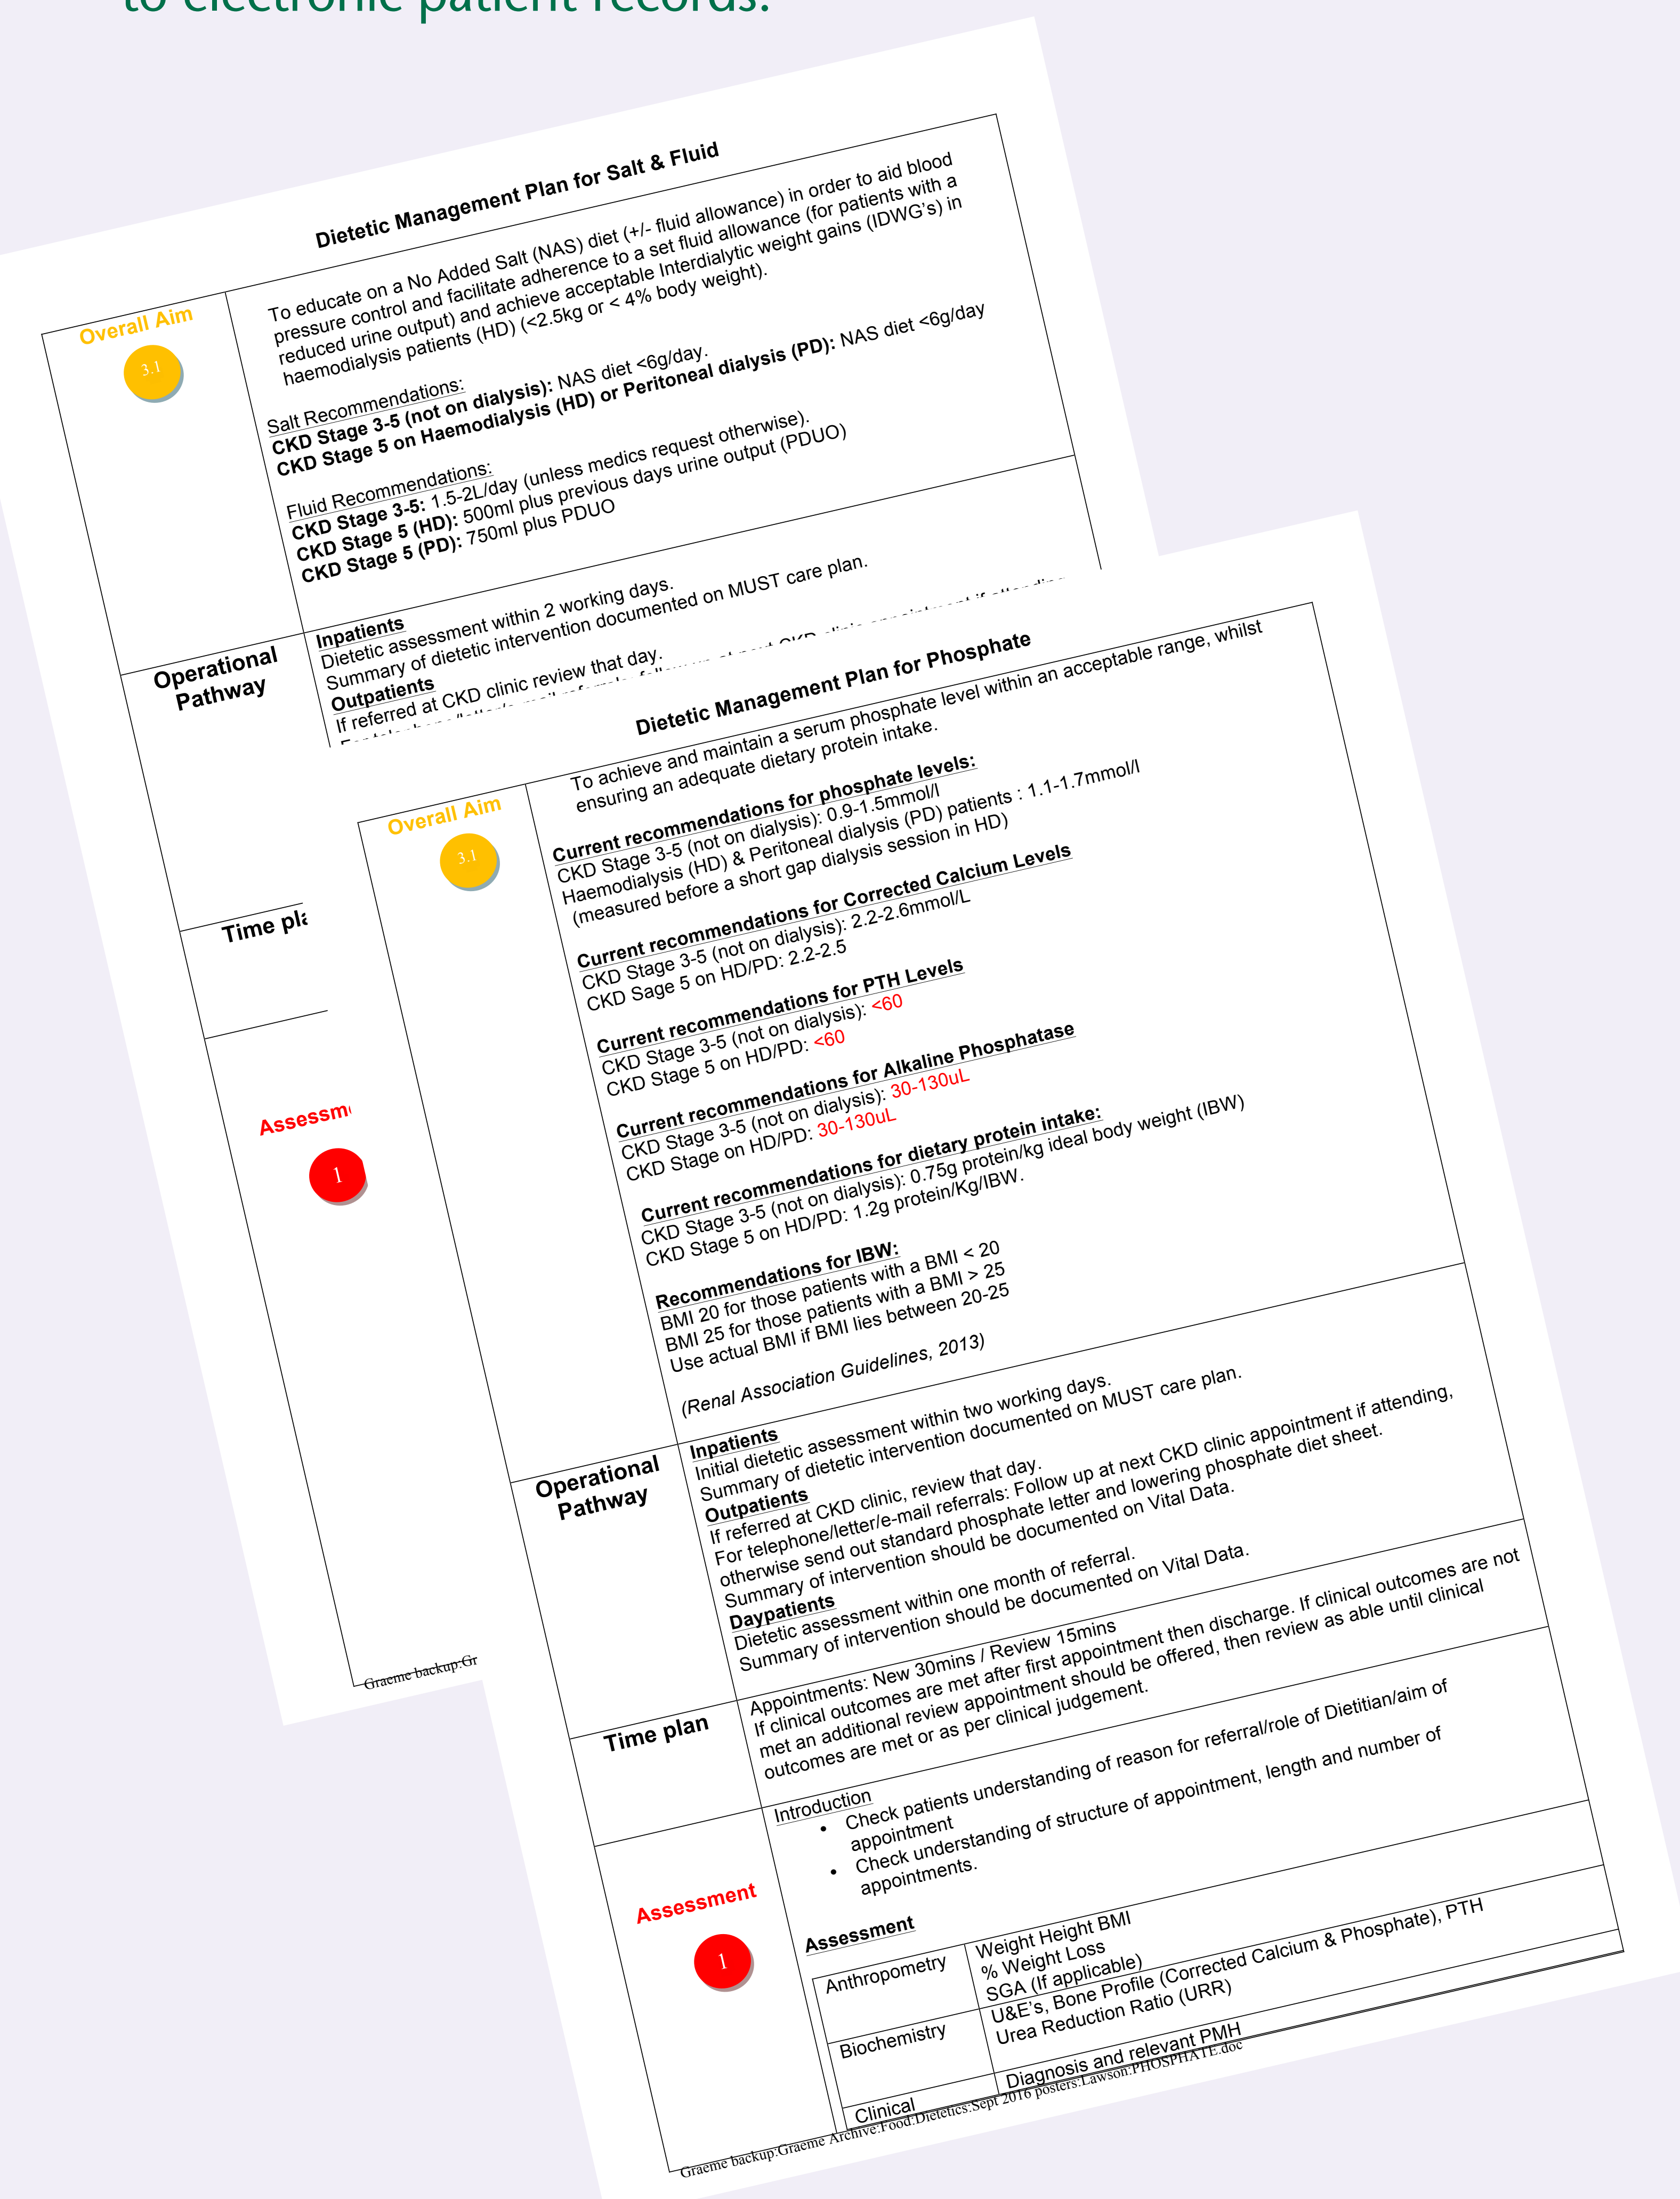 to electronic patient records.
Dietetic Management Plan for Salt & Fluid
Overall Aim
3.1
To educate on a No Added Salt (NAS) diet (+/- fluid allowance) in order to aid blood
pressure control and facilitate adherence to a set fluid allowance (for patients with a
reduced urine output) and achieve acceptable Interdialytic weight gains (IDWG's) in
haemodialysis patients (HD) (<2.5kg or < 4% body weight).
Salt Recommendations:
CKD Stage 3-5 (not on dialysis): NAS diet <6g/day.
CKD Stage 5 on Haemodialysis (HD) or Peritoneal dialysis (PD): NAS diet <6g/day
Fluid Recommendations:
CKD Stage 3-5: 1.5-2L/day (unless medics request otherwise).
CKD Stage 5 (HD): 500ml plus previous days urine output (PDUO)
CKD Stage 5 (PD): 750ml plus PDUO
Operational
Pathway
Inpatients
Dietetic assessment within 2 working days.
Summary of dietetic intervention documented on MUST care plan.
Outpatients
If referred at CKD clinic review that day.
Time pla
Assessm
1
Graeme backup:Gr
Dietetic Management Plan for Phosphate
Overall Aim
3.1
To achieve and maintain a serum phosphate level within an acceptable range, whilst
ensuring an adequate dietary protein intake.
Current recommendations for phosphate levels:
CKD Stage 3-5 (not on dialysis): 0.9-1.5mmol/l
Haemodialysis (HD) & Peritoneal dialysis (PD) patients : 1.1-1.7mmol/l
(measured before a short gap dialysis session in HD)
Current recommendations for Corrected Calcium Levels
CKD Stage 3-5 (not on dialysis): 2.2-2.6mmol/L
CKD Sage 5 on HD/PD: 2.2-2.5
Current recommendations for PTH Levels
CKD Stage 3-5 (not on dialysis): <60
CKD Stage 5 on HD/PD: <60
Current recommendations for Alkaline Phosphatase
CKD Stage 3-5 (not on dialysis): 30-130uL
CKD Stage on HD/PD: 30-130uL
Current recommendations for dietary protein intake:
CKD Stage 3-5 (not on dialysis): 0.75g protein/kg ideal body weight (IBW)
CKD Stage 5 on HD/PD: 1.2g protein/Kg/IBW.
Recommendations for IBW:
BMI 20 for those patients with a BMI < 20
BMI 25 for those patients with a BMI > 25
Use actual BMI if BMI lies between 20-25
(Renal Association Guidelines, 2013)
Operational
Pathway
Inpatients
Initial dietetic assessment within two working days.
Summary of dietetic intervention documented on MUST care plan.
Outpatients
If referred at CKD clinic, review that day.
For telephone/letter/e-mail referrals: Follow up at next CKD clinic appointment if attending,
otherwise send out standard phosphate letter and lowering phosphate diet sheet.
Summary of intervention should be documented on Vital Data.
Daypatients
Dietetic assessment within one month of referral.
Summary of intervention should be documented on Vital Data.
Time plan
Appointments: New 30mins / Review 15mins
If clinical outcomes are met after first appointment then discharge. If clinical outcomes are not
met an additional review appointment should be offered, then review as able until clinical
outcomes are met or as per clinical judgement.
Assessment
1
Introduction
• Check patients understanding of reason for referral/role of Dietitian/aim of
appointment
• Check understanding of structure of appointment, length and number of
appointments.
Assessment
Anthropometry
Weight Height BMI
% Weight Loss
SGA (If applicable)
Biochemistry
U&E's, Bone Profile (Corrected Calcium & Phosphate), PTH
Urea Reduction Ratio (URR)
Clinical
Diagnosis and relevant PMH
Graeme backup:Graeme Archive:Food:Dietetics:Sept 2016 posters:Lawson:PHOSPHATE.doc